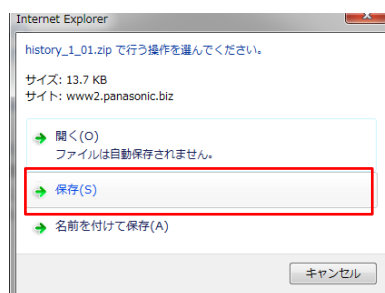 Internet Explorer
history_1_01.zip で行う操作を選んでください。
サイズ: 13.7 KB
サイト: www2.panasonic.biz
開く(O)
ファイルは自動保存されません。
保存(S)
名前を付けて保存(A)
キャンセル